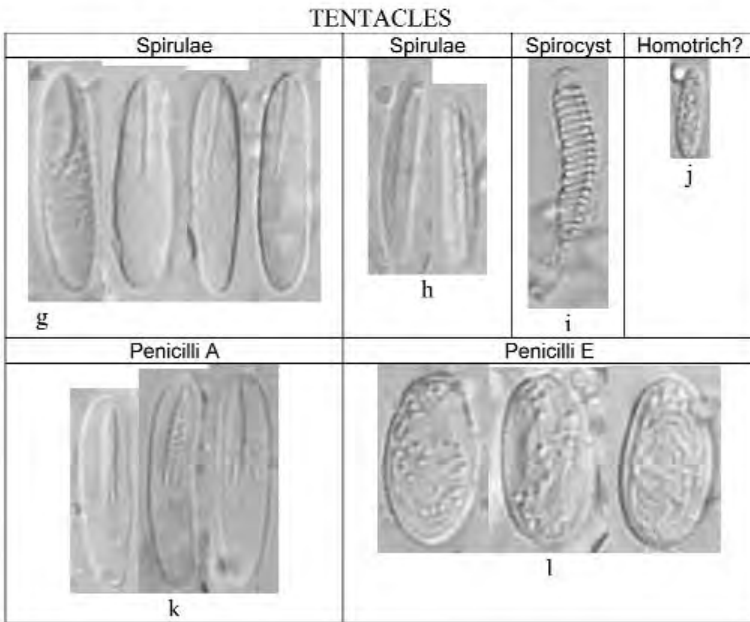 TENTACLES
Spirulae Spirulae Spirocyst Homotrich?
g h i j
Penicilli A Penicilli E
k l